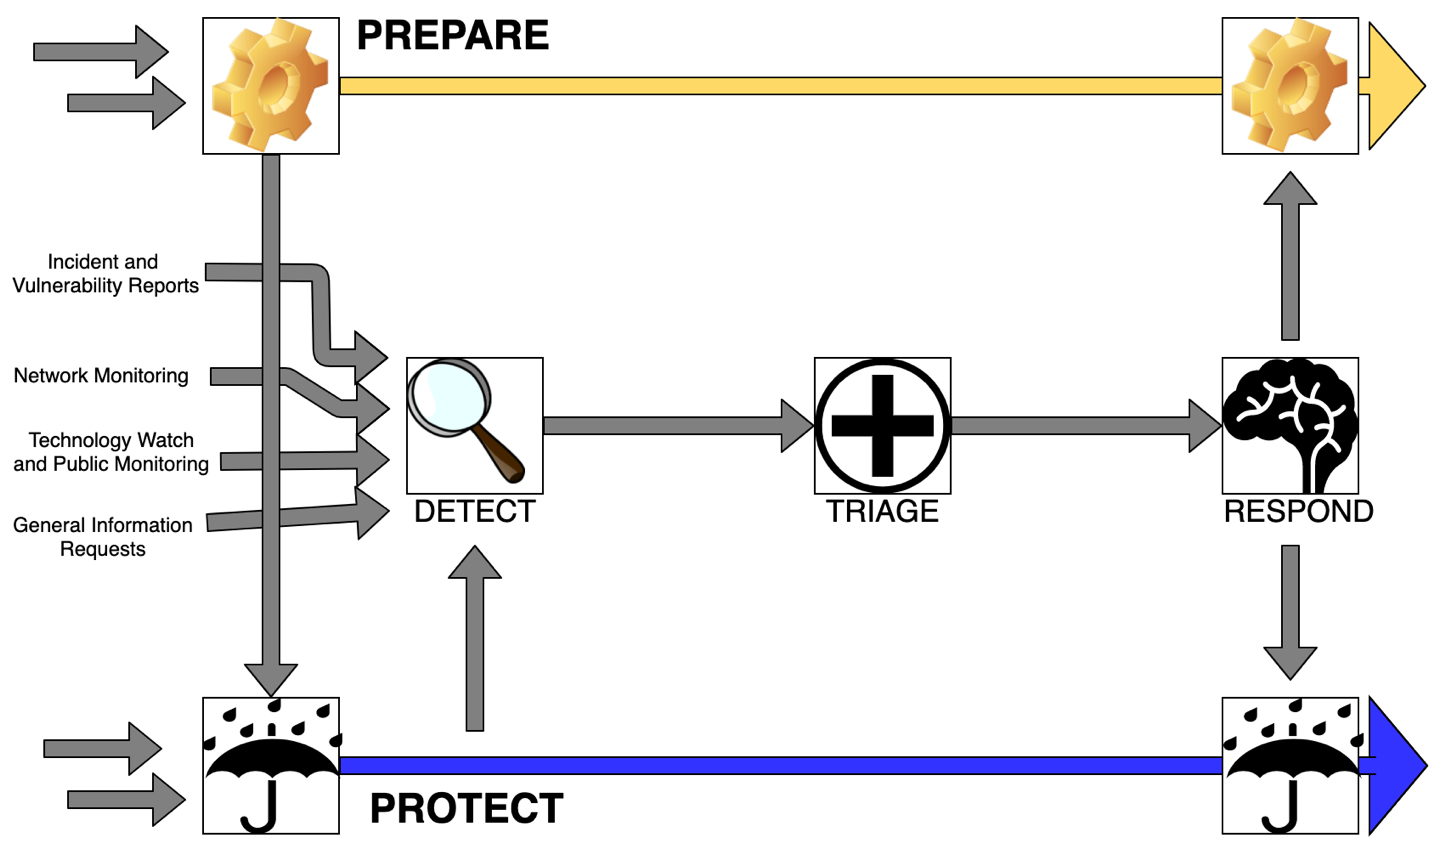 PREPARE
Incident and
Vulnerability Reports
Network Monitoring
Technology Watch
and Public Monitoring
General Information
Requests
DETECT
TRIAGE
RESPOND
PROTECT